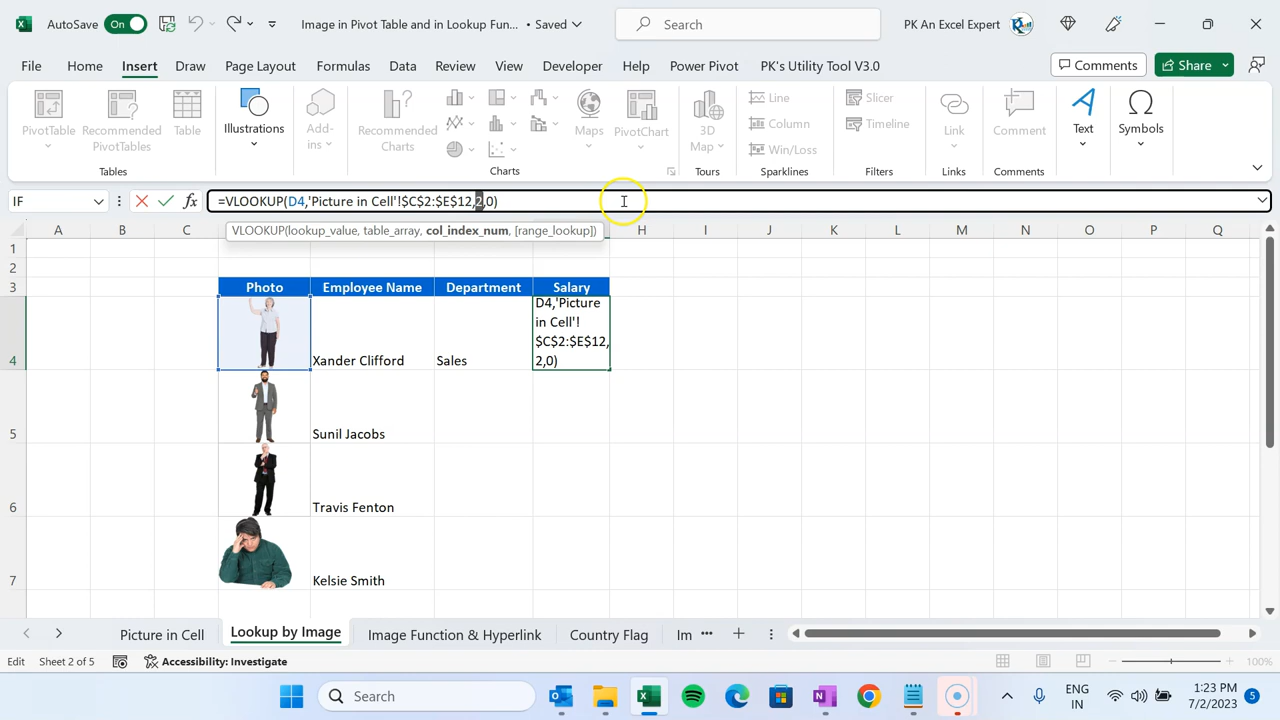 AutoSave On Image in Pivot Table and in Lookup Fun... • Saved Search PK An Excel Expert
File Home Insert Draw Page Layout Formulas Data Review View Developer Help Power Pivot PK's Utility Tool V3.0 Comments Share
PivotTable Recommended PivotTables Table Illustrations Add-ins Recommended Charts Maps PivotChart 3D Map Line Column Win/Loss Slicer Timeline Link Comment Text Symbols
Tables Charts Tours Sparklines Filters Links Comments
IF fx =VLOOKUP(D4,'Picture in Cell'!$C$2:$E$12,2,0)
VLOOKUP(lookup_value, table_array, col_index_num, [range_lookup])
A B C H I J K L M N O P Q
1
2
3 Photo Employee Name Department Salary
D4,'Picture
in Cell'!
$C$2:$E$12,
4 Xander Clifford Sales 2,0)
5 Sunil Jacobs
6 Travis Fenton
7 Kelsie Smith
Picture in Cell Lookup by Image Image Function & Hyperlink Country Flag Im ...
Edit Sheet 2 of 5 Accessibility: Investigate 100%
Search ENG 1:23 PM
IN 7/2/2023 5